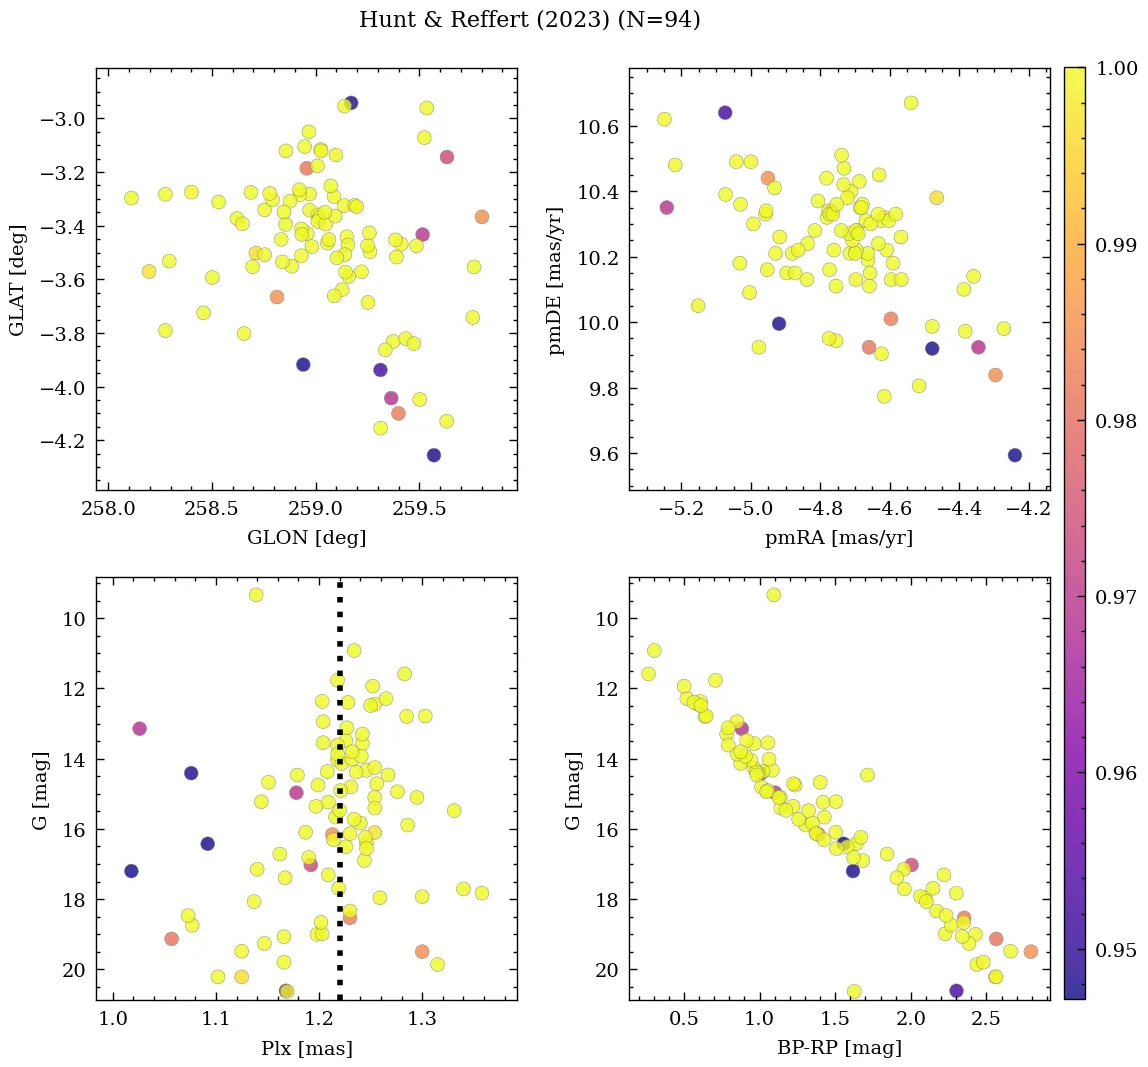 Hunt & Reffert (2023) (N=94)
−3.0
−3.2
−3.4
−3.6
−3.8
−4.0
−4.2
GLAT [deg]
258.0 258.5 259.0 259.5
GLON [deg]
10.6
10.4
10.2
10.0
9.8
9.6
pmDE [mas/yr]
−5.2 −5.0 −4.8 −4.6 −4.4 −4.2
pmRA [mas/yr]
10
12
14
16
18
20
G [mag]
1.0 1.1 1.2 1.3
Plx [mas]
10
12
14
16
18
20
G [mag]
0.5 1.0 1.5 2.0 2.5
BP-RP [mag]
1.00
0.99
0.98
0.97
0.96
0.95